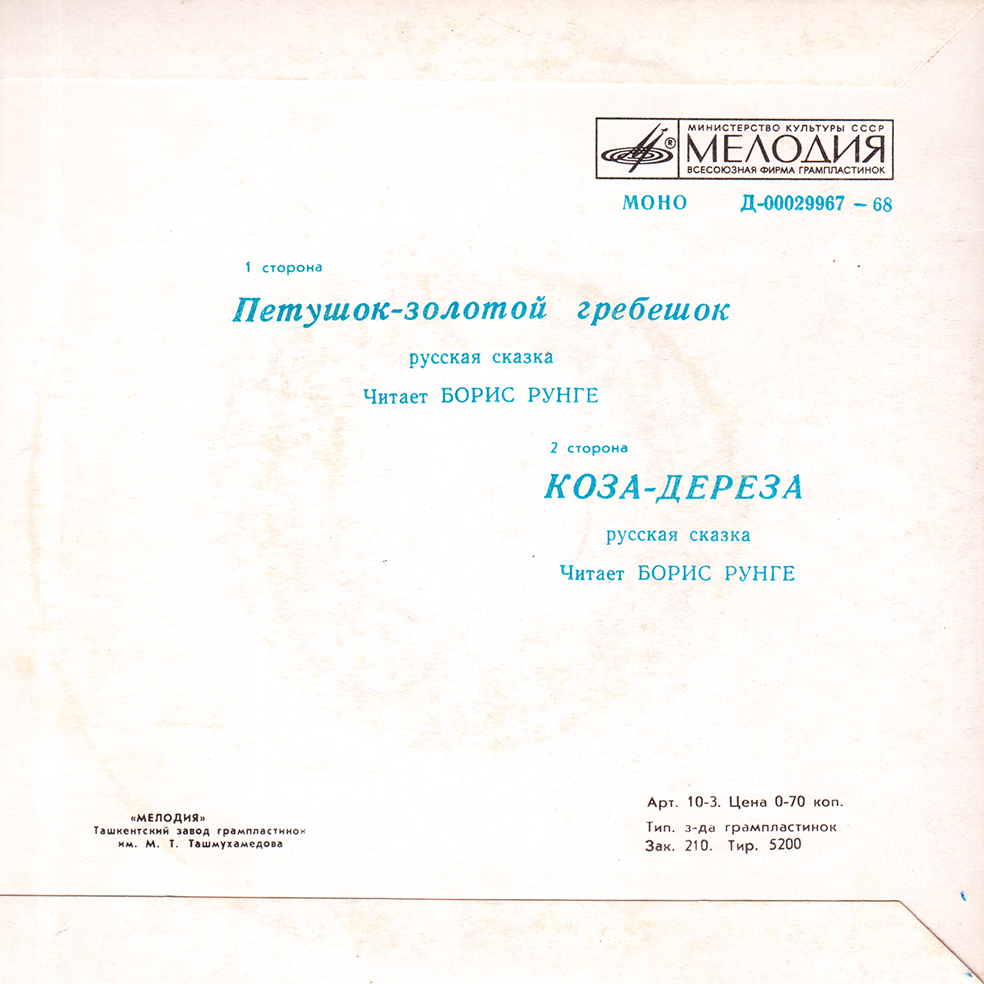 МИНИСТЕРСТВО КУЛЬТУРЫ СССР
МЕЛОДИЯ ®
ВСЕСОЮЗНАЯ ФИРМА ГРАМПЛАСТИНОК
МОНО Д-00029967 – 68
1 сторона
Петушок-золотой гребешок
русская сказка
Читает БОРИС РУНГЕ
2 сторона
КОЗА-ДЕРЕЗА
русская сказка
Читает БОРИС РУНГЕ
«МЕЛОДИЯ»
Ташкентский завод грампластинок
им. М. Т. Ташмухамедова
Арт. 10-3. Цена 0-70 коп.
Тип. з-да грампластинок
Зак. 210. Тир. 5200